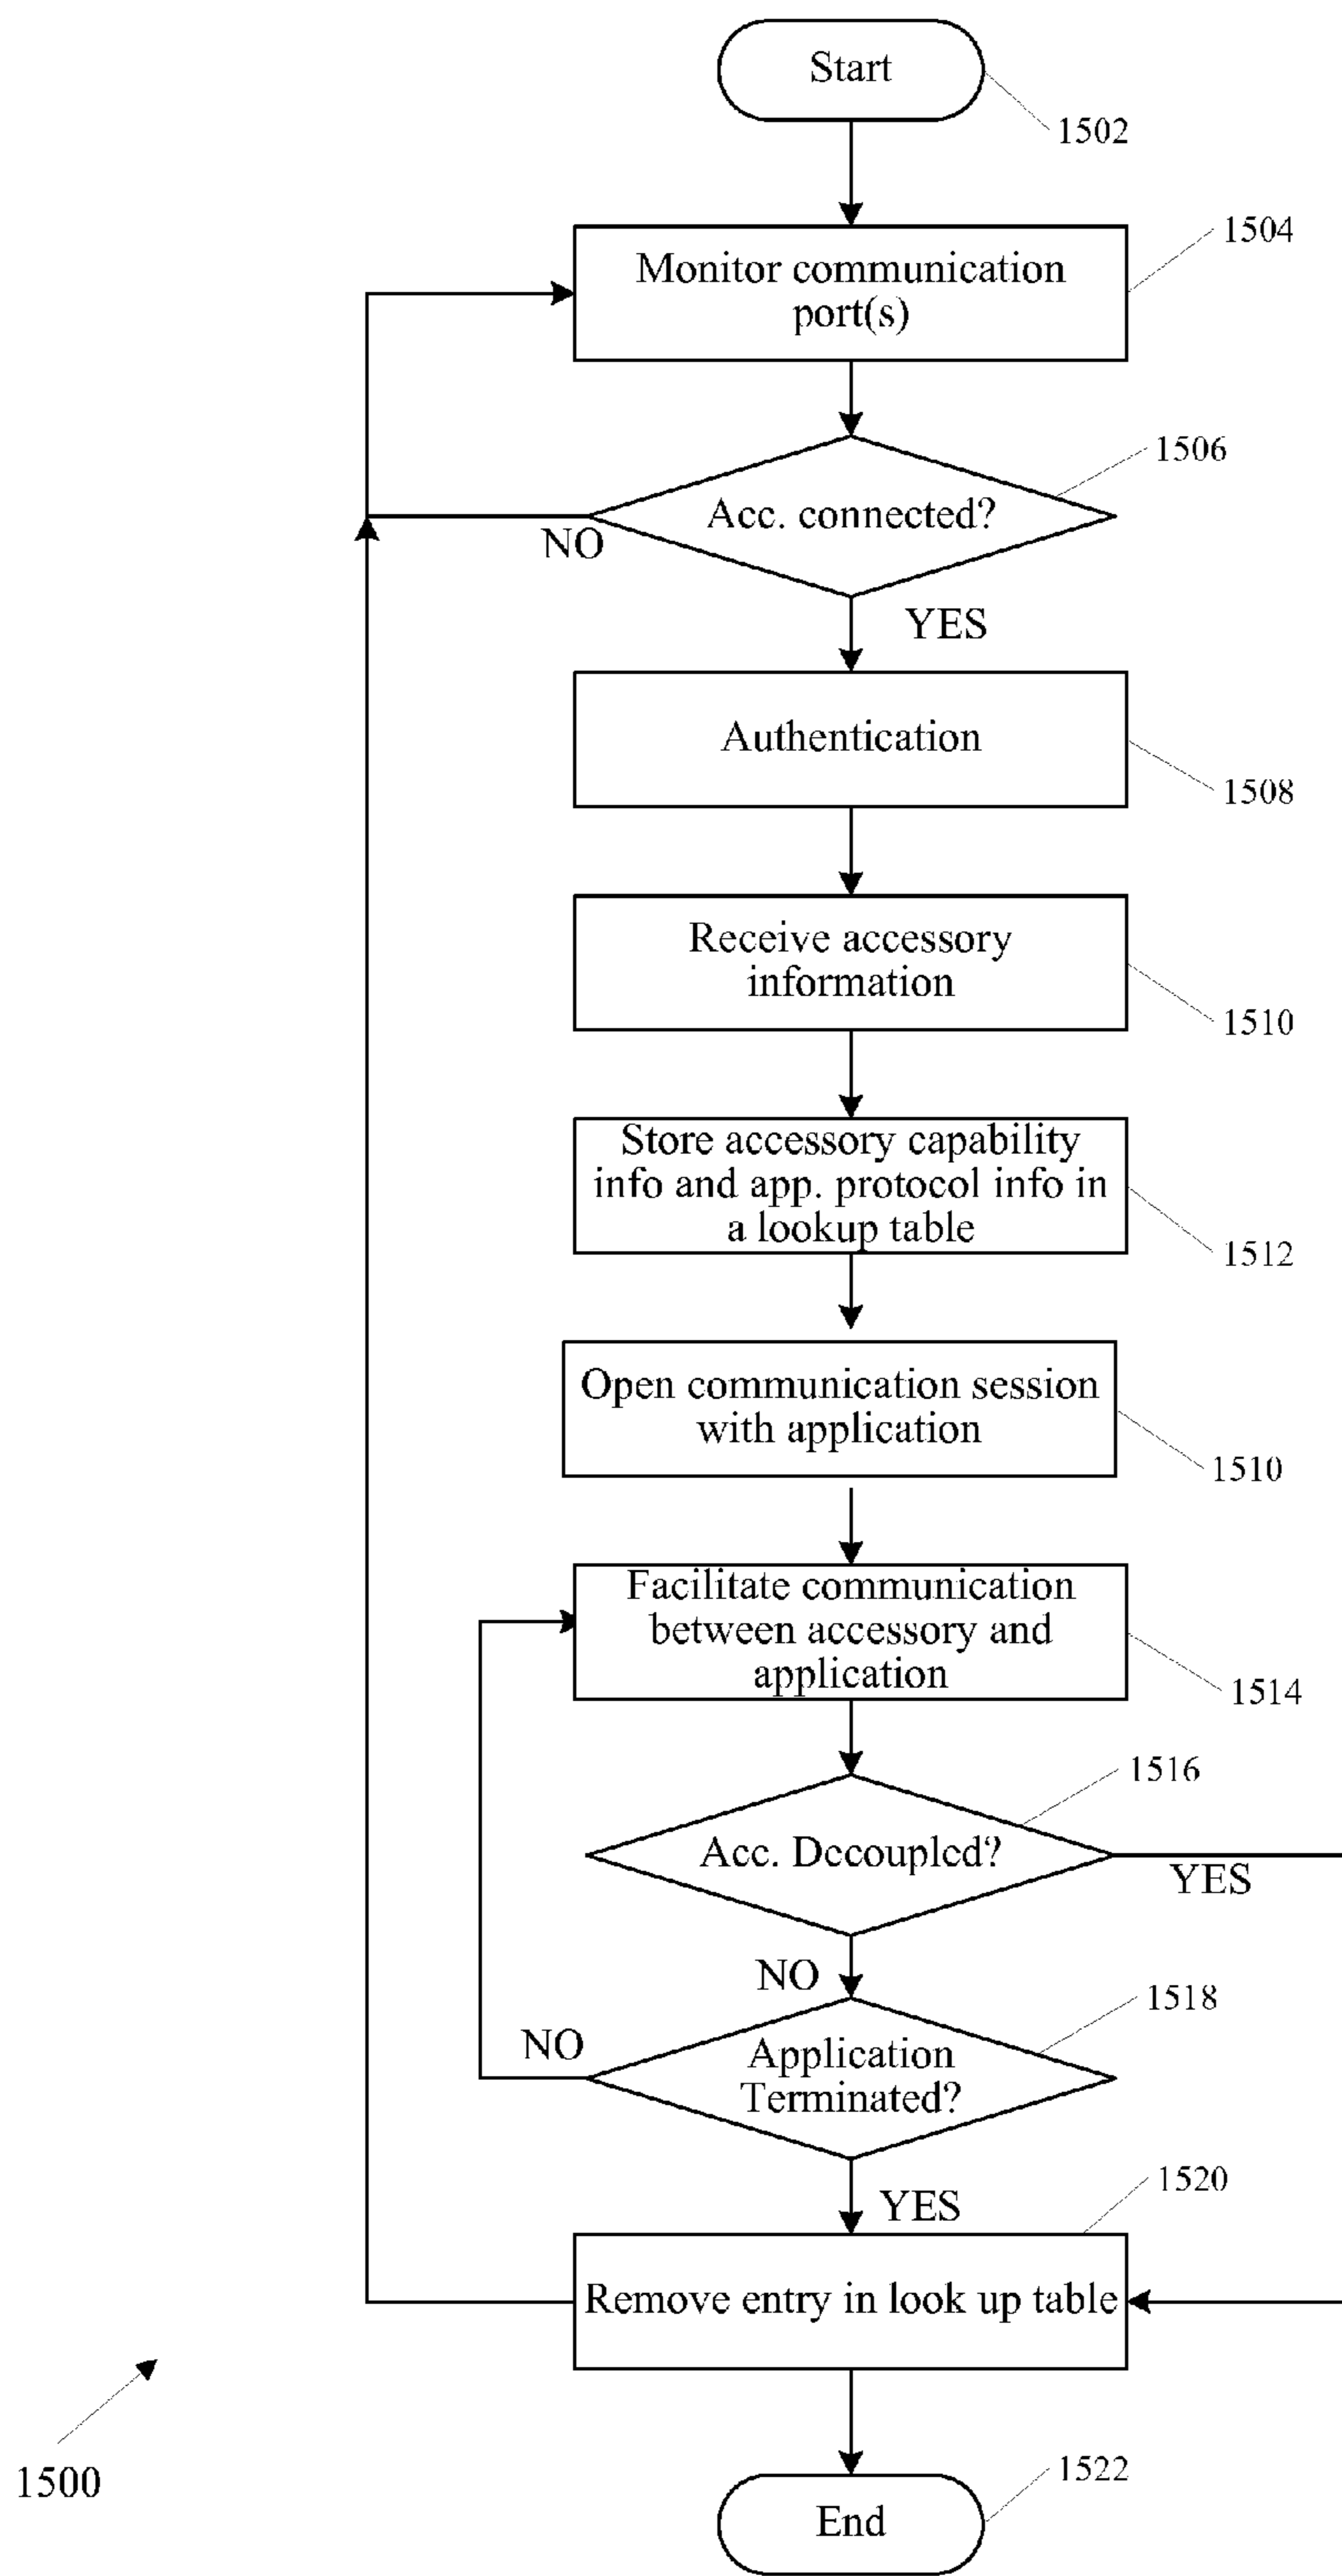 Start
1502
1504
Monitor communication
port(s)
1506
Acc. connected?
NO
YES
Authentication
1508
Receive accessory
information
1510
Store accessory capability
info and app. protocol info in
a lookup table
1512
Open communication session
with application
1510
Facilitate communication
between accessory and
application
1514
1516
Acc. Decoupled?
YES
NO
1518
NO
Application
Terminated?
1520
YES
Remove entry in look up table
1500
1522
End